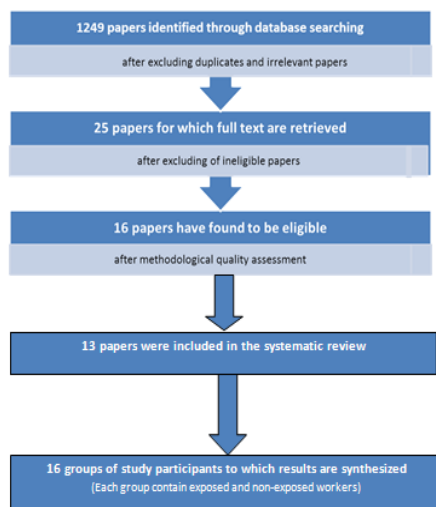 1249 papers identified through database searching
after excluding duplicates and irrelevant papers
25 papers for which full text are retrieved
after excluding of ineligible papers
16 papers have found to be eligible
after methodological quality assessment
13 papers were included in the systematic review
16 groups of study participants to which results are synthesized
(Each group contain exposed and non-exposed workers)